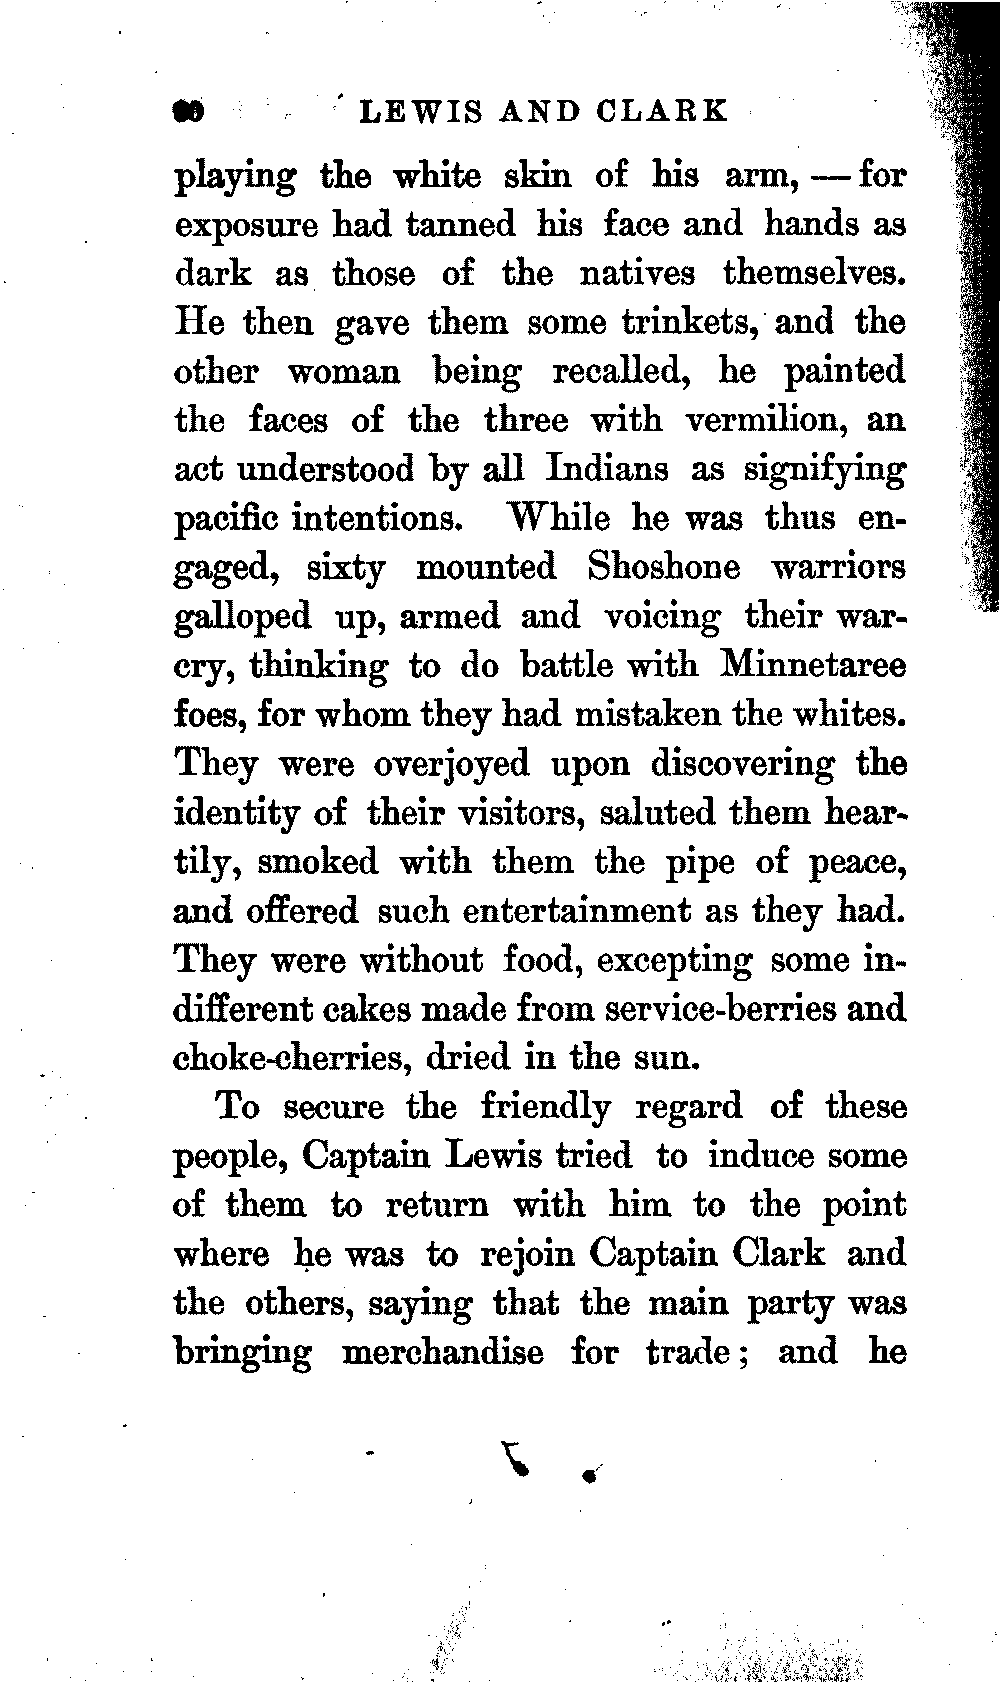 LEWIS AND CLARK
playing the white skin of his arm, — for
exposure had tanned his face and hands as
dark as those of the natives themselves.
He then gave them some trinkets, and the
other woman being recalled, he painted
the faces of the three with vermilion, an
act understood by all Indians as signifying
pacific intentions. While he was thus en-
gaged, sixty mounted Shoshone warriors
galloped up, armed and voicing their war-
cry, thinking to do battle with Minnetaree
foes, for whom they had mistaken the whites.
They were overjoyed upon discovering the
identity of their visitors, saluted them hear-
tily, smoked with them the pipe of peace,
and offered such entertainment as they had.
They were without food, excepting some in-
different cakes made from service-berries and
choke-cherries, dried in the sun.
To secure the friendly regard of these
people, Captain Lewis tried to induce some
of them to return with him to the point
where he was to rejoin Captain Clark and
the others, saying that the main party was
bringing merchandise for trade; and he